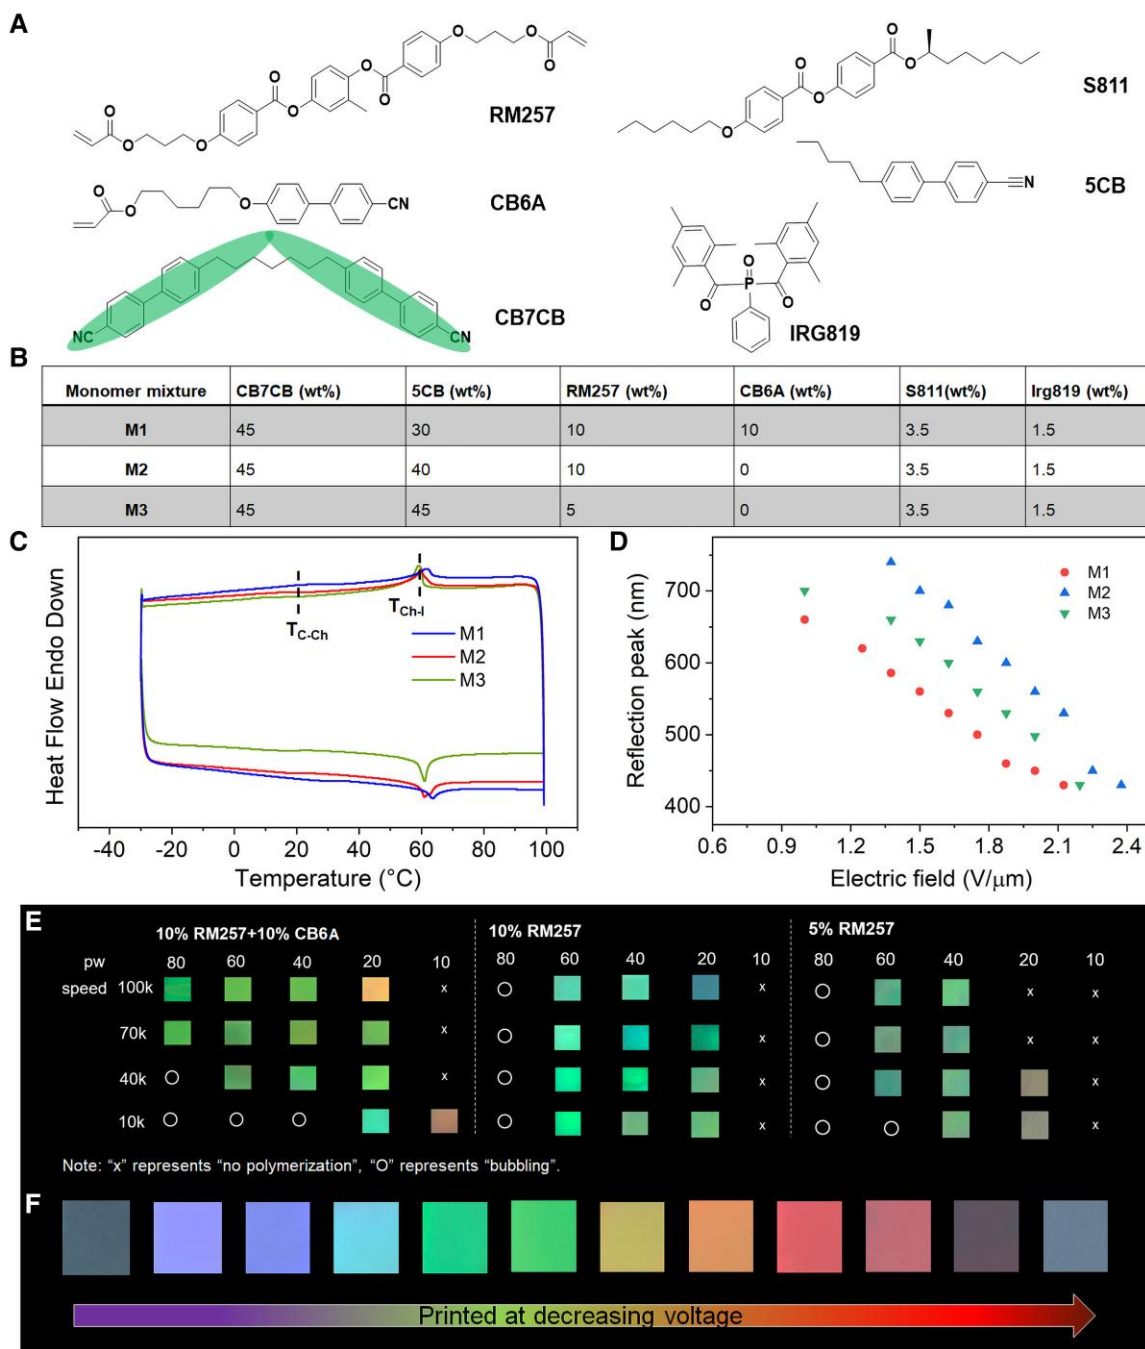 A
RM257
S811
CB6A
CN
5CB
N
CB7CB
NC
CN
IRG819
B
Monomer mixture CB7CB (wt%) 5CB (wt%) RM257 (wt%) CB6A (wt%) S811(wt%) Irg819 (wt%)
M1 45 30 10 10 3.5 1.5
M2 45 40 10 0 3.5 1.5
M3 45 45 5 0 3.5 1.5
C
Heat Flow Endo Down
T C-Ch
T Ch-I
M1
M2
M3
-40 -20 0 20 40 60 80 100
Temperature (°C)
D
Reflection peak (nm)
700
600
500
400
M1
M2
M3
0.6 0.9 1.2 1.5 1.8 2.1 2.4
Electric field (V/μm)
E
10% RM257+10% CB6A 10% RM257 5% RM257
pw 80 60 40 20 10 80 60 40 20 10 80 60 40 20 10
speed 100k x O x O x x
70k x O x O x x
40k O x O x O x
10k O O O O x O O x
Note: “x” represents “no polymerization”, “O” represents “bubbling”.
F
Printed at decreasing voltage